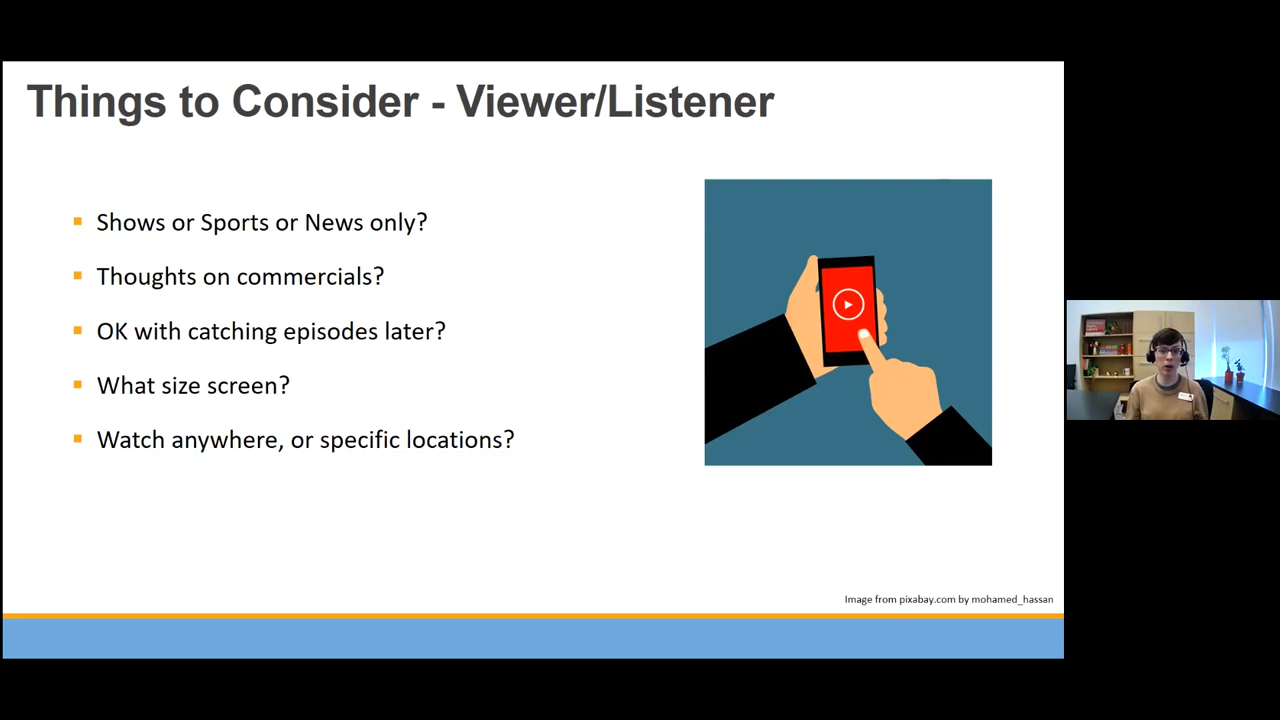 Things to Consider - Viewer/Listener
Shows or Sports or News only?
Thoughts on commercials?
OK with catching episodes later?
What size screen?
Watch anywhere, or specific locations?
Image from pixabay.com by mohamed_hassan